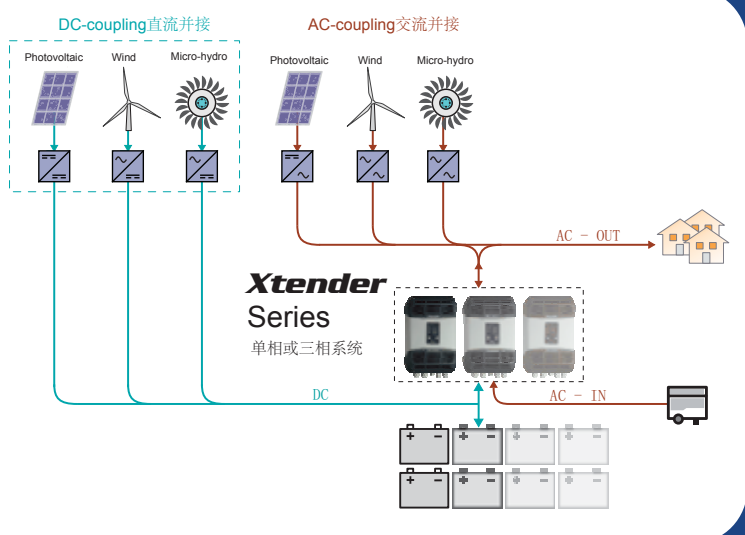 DC-coupling直流并接
AC-coupling交流并接
Photovoltaic
Wind
Micro-hydro
Photovoltaic
Wind
Micro-hydro
AC - OUT
Xtender
Series
单相或三相系统
DC
AC - IN
+ -
+ -
+ -
+ -
+ -
+ -
+ -
+ -